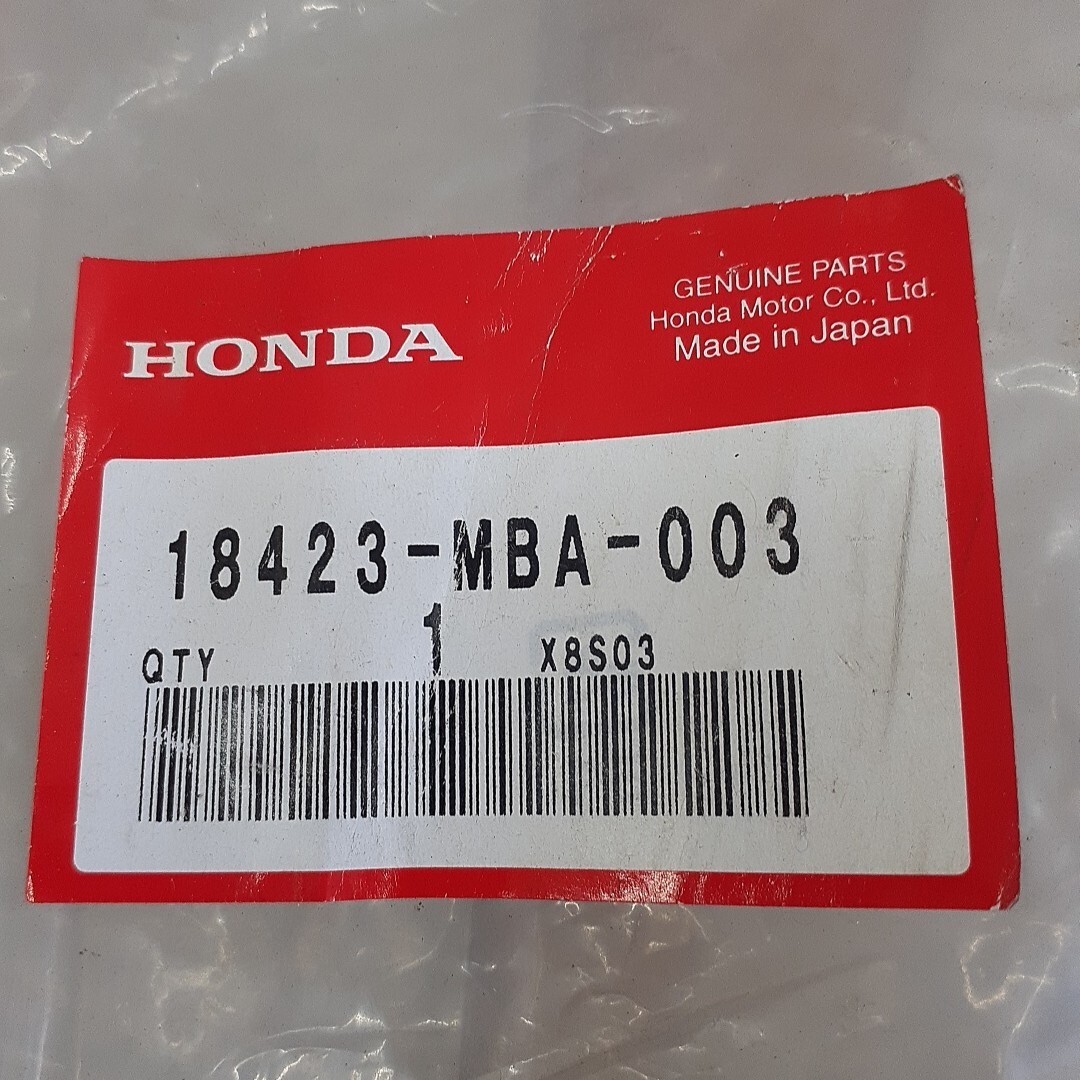 HONDA
GENUINE PARTS
Honda Motor Co., Ltd.
Made in Japan
18423-MBA-003
QTY 1 X8S03